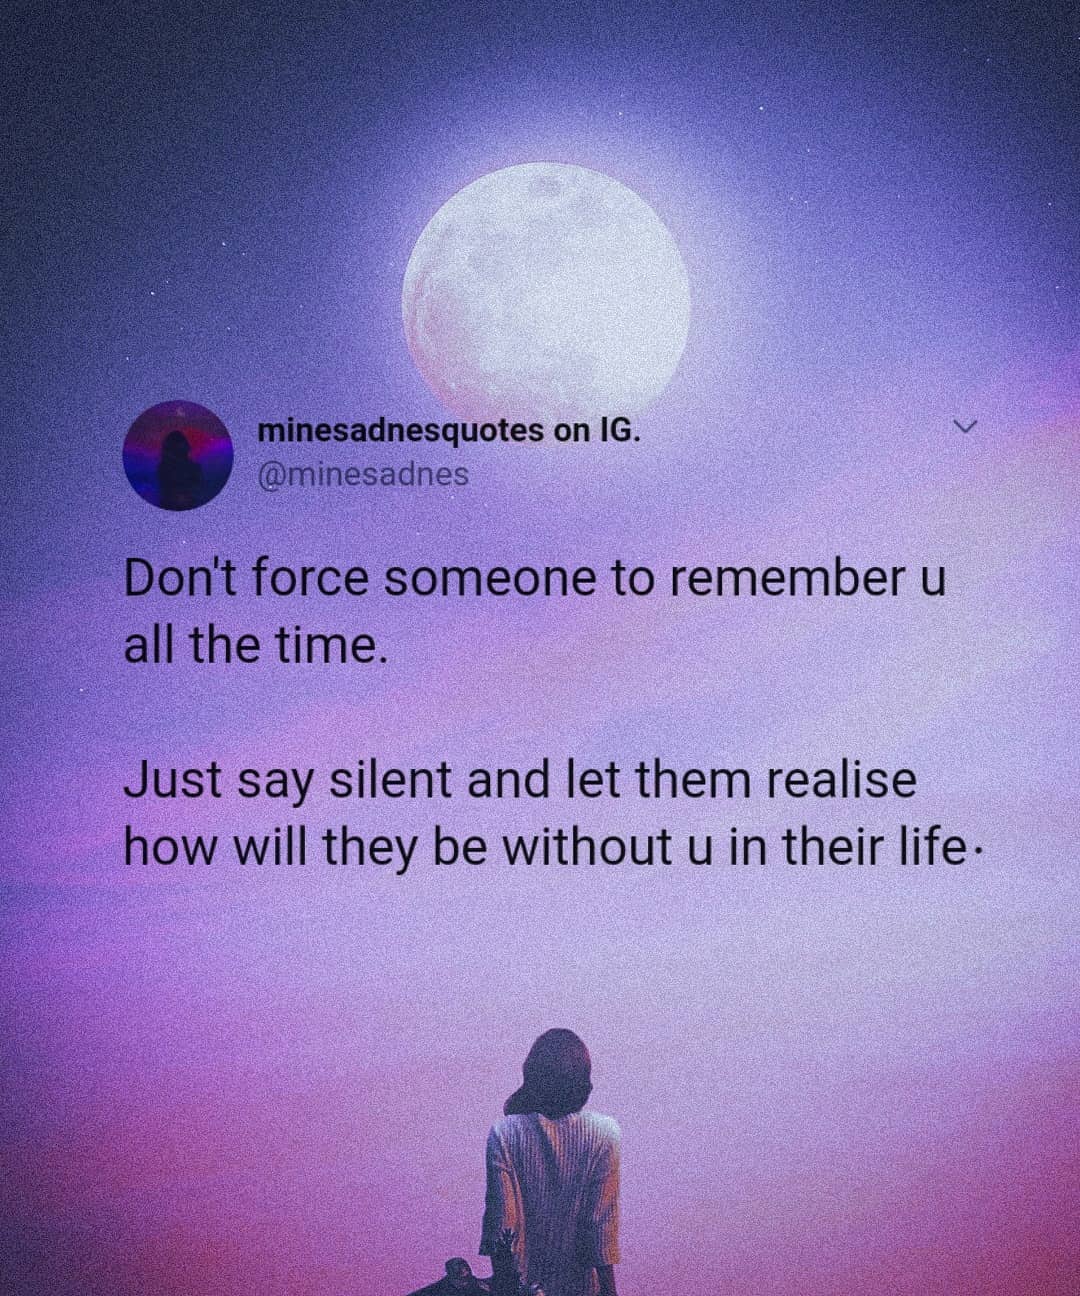 minesadnesquotes on IG.
@minesadnes
Don't force someone to remember u
all the time.
Just say silent and let them realise
how will they be without u in their life.